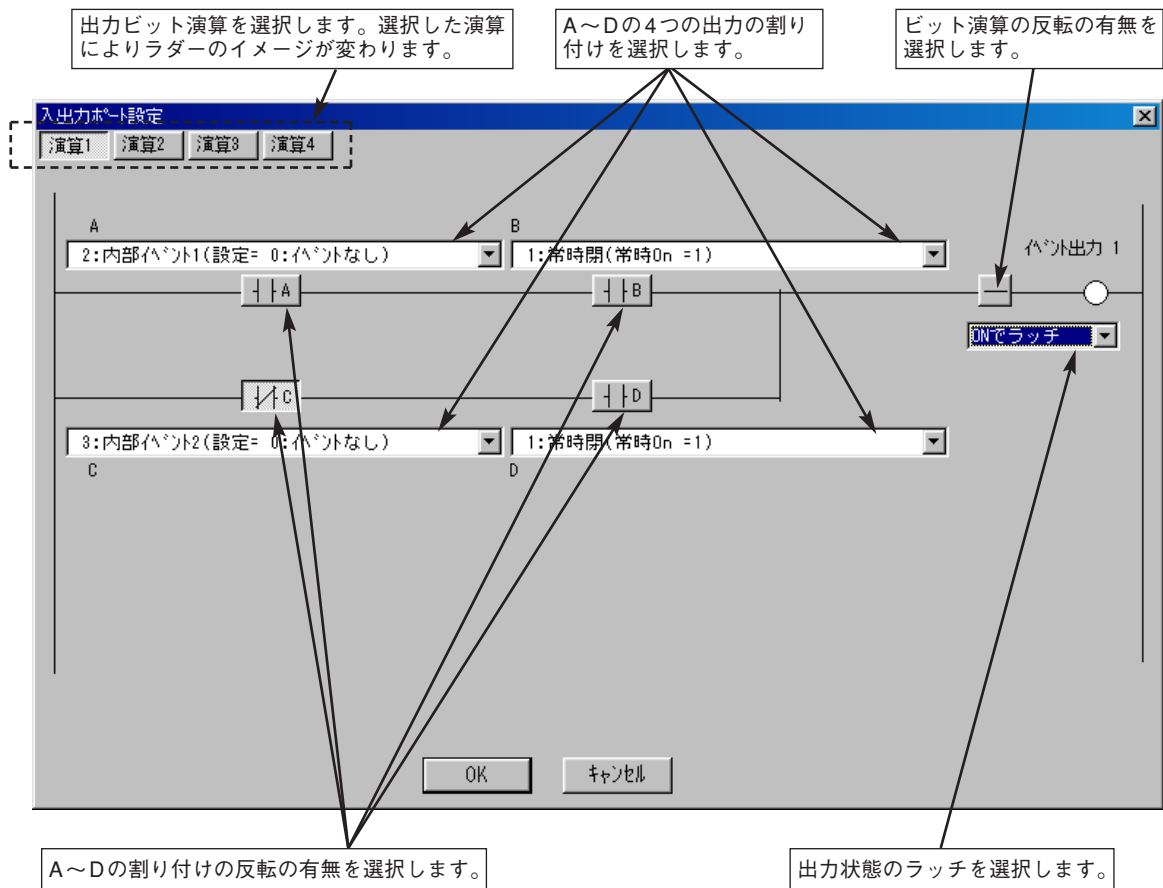 出力ビット演算を選択します。選択した演算
によりラダーのイメージが変わります。
A～Dの4つの出力の割り
付けを選択します。
ビット演算の反転の有無を
選択します。
入出力ﾎﾟｰﾄ設定
演算1 演算2 演算3 演算4
A
B
2:内部ｲﾍﾞﾝﾄ1(設定= 0:ｲﾍﾞﾝﾄなし)
1:常時閉(常時On =1)
ｲﾍﾞﾝﾄ出力 1
A
B
ONでラッチ
C
D
3:内部ｲﾍﾞﾝﾄ2(設定= 0:ｲﾍﾞﾝﾄなし)
1:常時閉(常時On =1)
C
D
OK
ｷｬﾝｾﾙ
A～Dの割り付けの反転の有無を選択します。
出力状態のラッチを選択します。